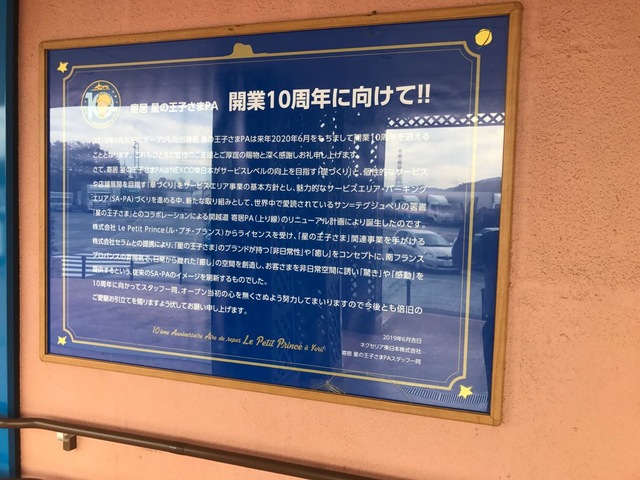 10
寄居 星の王子さまPA 開業10周年に向けて!!
2010年6月30日にオープンした寄居 星の王子さまPAは来年2020年6月をもちまして開業10周年を迎える
こととなります。これもひとえに皆様のご支援とご厚誼の賜物と深く感謝しお礼申し上げます。
さて、寄居 星の王子さまPAはNEXCO東日本がサービスレベルの向上を目指す「華づくり」と、個性的なサービス
や店舗展開を目指す「華づくり」をサービスエリア事業の基本方針とし、魅力的なサービスエリア・パーキング
エリア(SA・PA)づくりを進める中、新たな取り組みとして、世界中で愛読されているサン=テグジュペリの著書
「星の王子さま」とのコラボレーションによる関越道 寄居PA(上り線)のリニューアル計画により誕生したのです。
株式会社 Le Petit Prince(ル・プチ・プランス)からライセンスを受け、「星の王子さま」関連事業を手がける
株式会社セラムとの提携により、「星の王子さま」のブランドが持つ「非日常性」や「癒し」をコンセプトに、南フランス
プロバンスの雰囲気で、日常から離れた「癒し」の空間を創造し、お客さまを非日常空間に誘い「驚き」や「感動」を
提供するという、従来のSA・PAのイメージを刷新するものでした。
10周年に向かってスタッフ一同、オープン当初の心を無くさぬよう努力してまいりますので今後とも倍旧の
ご愛顧お引立てを賜りますよう伏してお願い申し上げます。
2019年6月吉日
ネクセリア東日本株式会社
寄居 星の王子さまPAスタッフ一同
10ème Anniversaire Aire de repos Le Petit Prince à Yorii